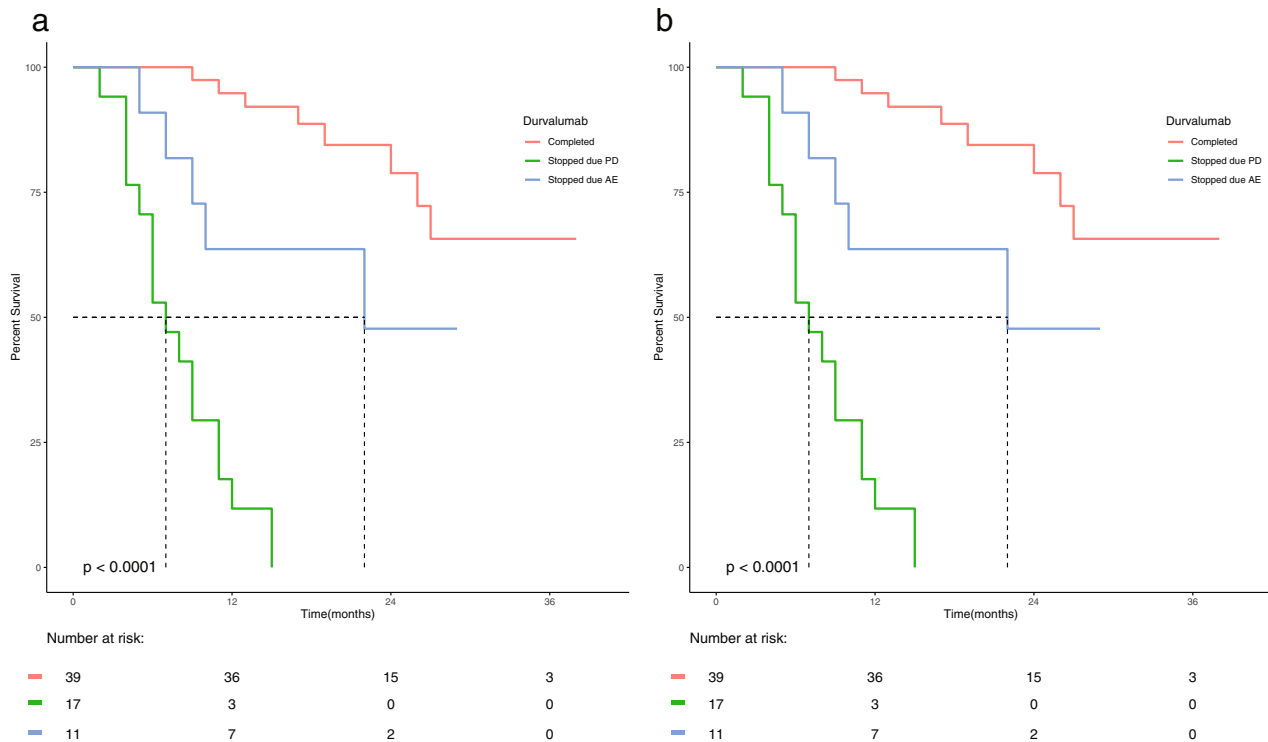 a
Percent Survival
100
75
50
25
0
Durvalumab
Completed
Stopped due PD
Stopped due AE
p < 0.0001
0 12 24 36
Time(months)
Number at risk:
39 36 15 3
17 3 0 0
11 7 2 0
b
Percent Survival
100
75
50
25
0
Durvalumab
Completed
Stopped due PD
Stopped due AE
p < 0.0001
0 12 24 36
Time(months)
Number at risk:
39 36 15 3
17 3 0 0
11 7 2 0